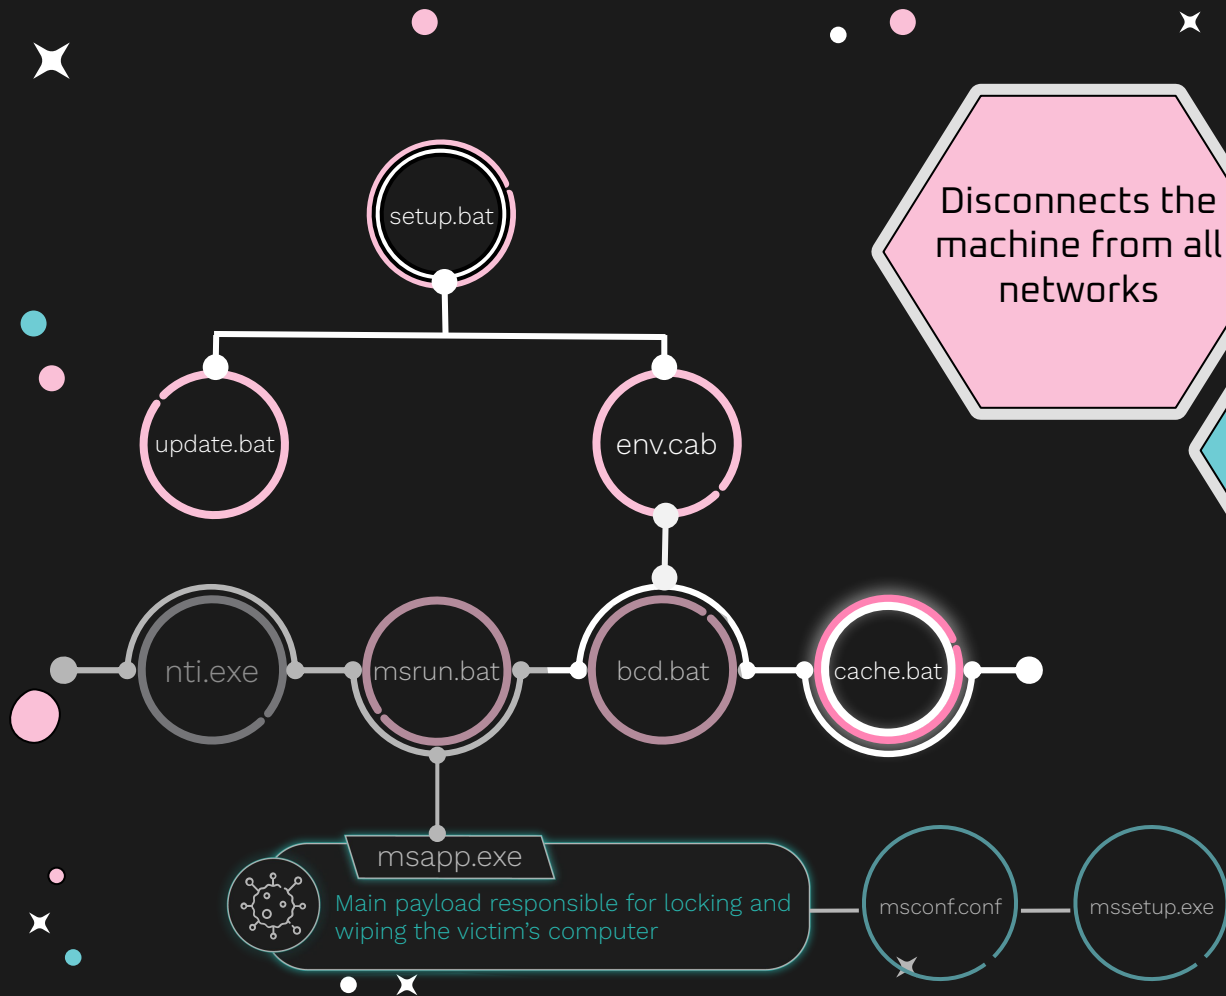 setup.bat
Disconnects the
machine from all
networks
update.bat
env.cab
nti.exe
msrun.bat
bcd.bat
cache.bat
msapp.exe
Main payload responsible for locking and
wiping the victim's computer
msconf.conf
mssetup.exe